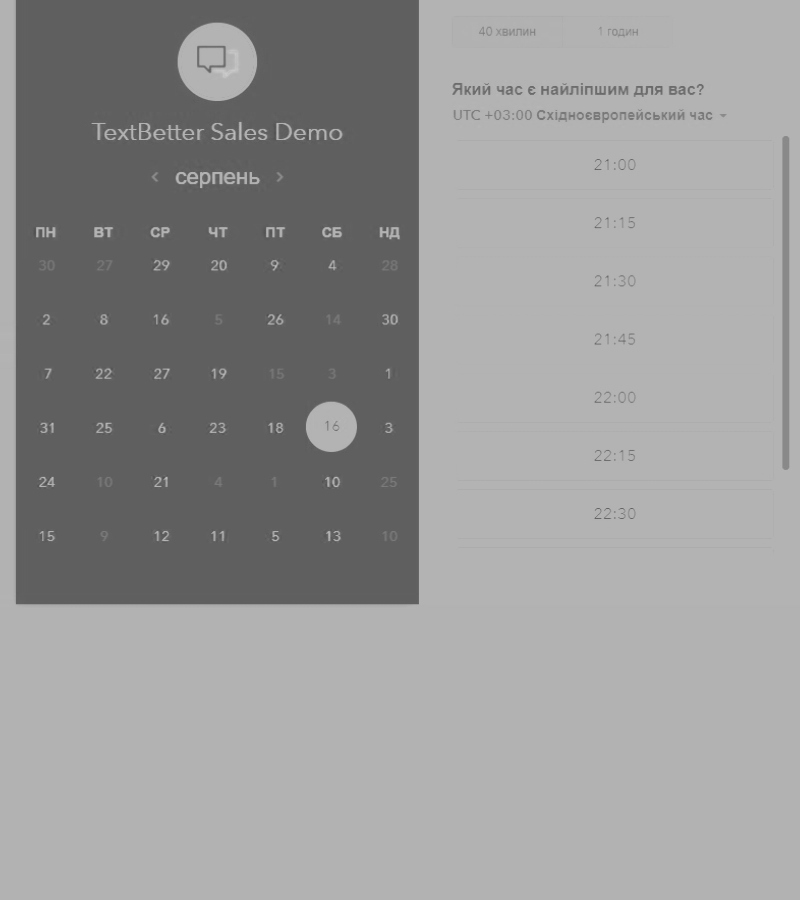 TextBetter Sales Demo
серпень
ПН ВТ СР ЧТ ПТ СБ НД
30 27 29 20 9 4 28
2 8 16 5 26 14 30
7 22 27 19 15 3 1
31 25 6 23 18 16 3
24 10 21 4 1 10 25
15 9 12 11 5 13 10
40 хвилин 1 годин
Який час є найліпшим для вас?
UTC +03:00 Східноєвропейський час
21:00
21:15
21:30
21:45
22:00
22:15
22:30